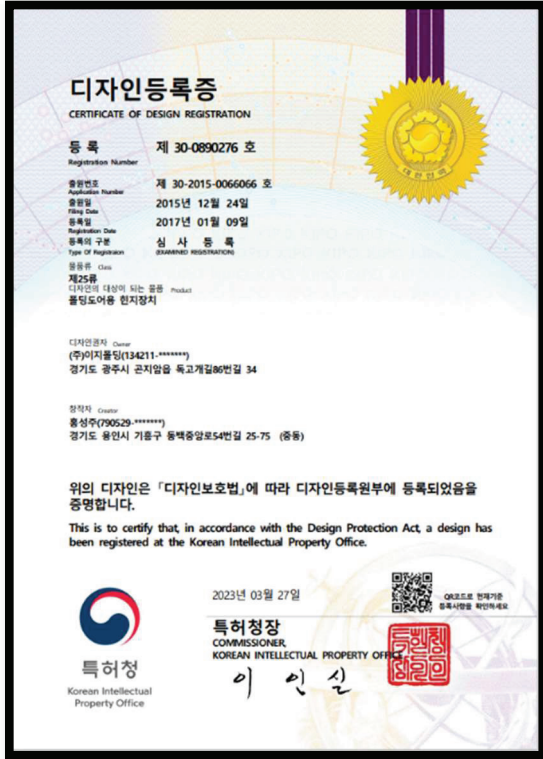 디자인등록증
CERTIFICATE OF DESIGN REGISTRATION
등 록 제 30-0890276 호
Registration Number
출원번호 제 30-2015-0066066 호
Application Number
출원일 2015년 12월 24일
Filing Date
등록일 2017년 01월 09일
Registration Date
등록의 구분 심 사 등 록
Type Of Registraion (EXAMINED REGISTRATION)
물품류 Class
제25류
디자인의 대상이 되는 물품 Product
폴딩도어용 힌지장치
디자인권자 Owner
(주)이지폴딩(134211-*******)
경기도 광주시 곤지암읍 독고개길86번길 34
창작자 Creator
홍성주(790529-*******)
경기도 용인시 기흥구 동백중앙로54번길 25-75 (중동)
위의 디자인은 「디자인보호법」에 따라 디자인등록원부에 등록되었음을
증명합니다.
This is to certify that, in accordance with the Design Protection Act, a design has
been registered at the Korean Intellectual Property Office.
2023년 03월 27일
QR코드로 현재기준
등록사항을 확인하세요
특허청장
COMMISSIONER,
KOREAN INTELLECTUAL PROPERTY OFFICE
이 인 실
특허청
Korean Intellectual
Property Office